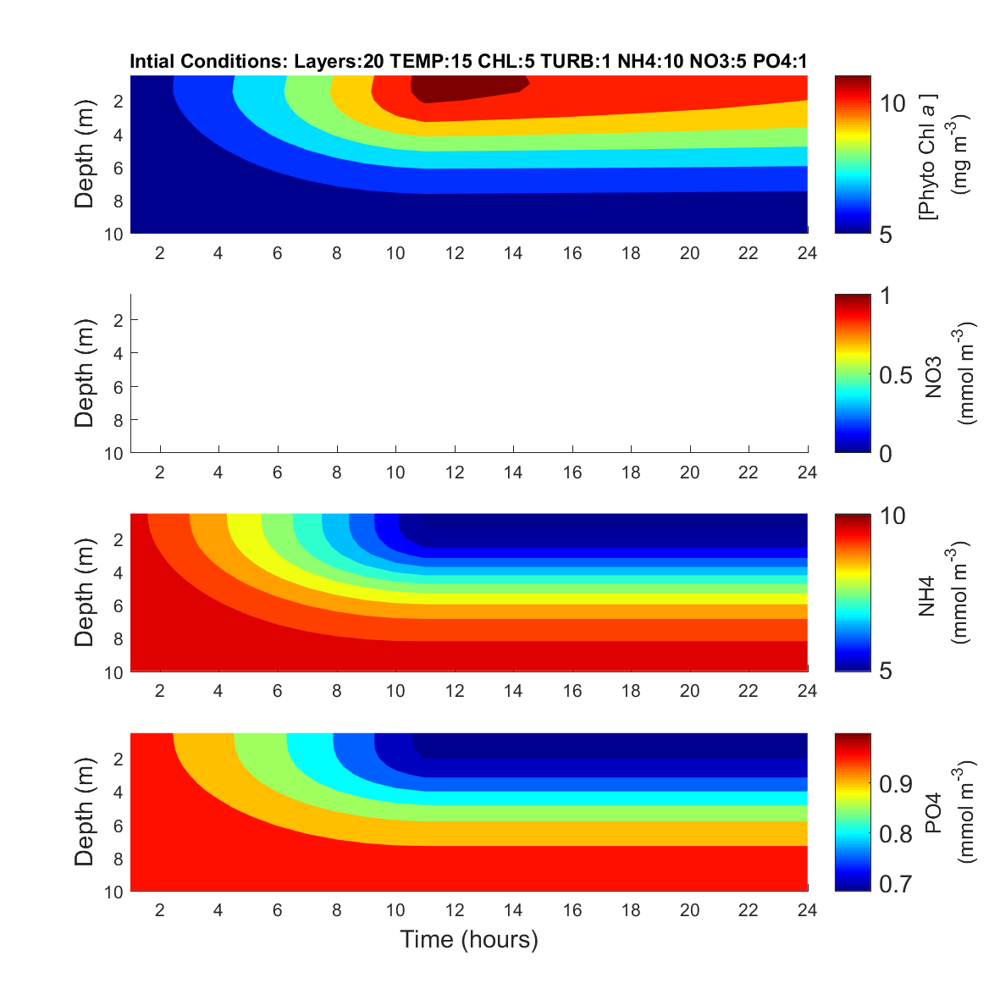 Intial Conditions: Layers:20 TEMP:15 CHL:5 TURB:1 NH4:10 NO3:5 PO4:1
Depth (m)
2
4
6
8
10
2 4 6 8 10 12 14 16 18 20 22 24
10
5
[Phyto Chl a ]
(mg m-3)
Depth (m)
2
4
6
8
10
2 4 6 8 10 12 14 16 18 20 22 24
1
0.5
0
NO3
(mmol m-3)
Depth (m)
2
4
6
8
10
2 4 6 8 10 12 14 16 18 20 22 24
10
5
NH4
(mmol m-3)
Depth (m)
2
4
6
8
10
2 4 6 8 10 12 14 16 18 20 22 24
0.9
0.8
0.7
PO4
(mmol m-3)
Time (hours)